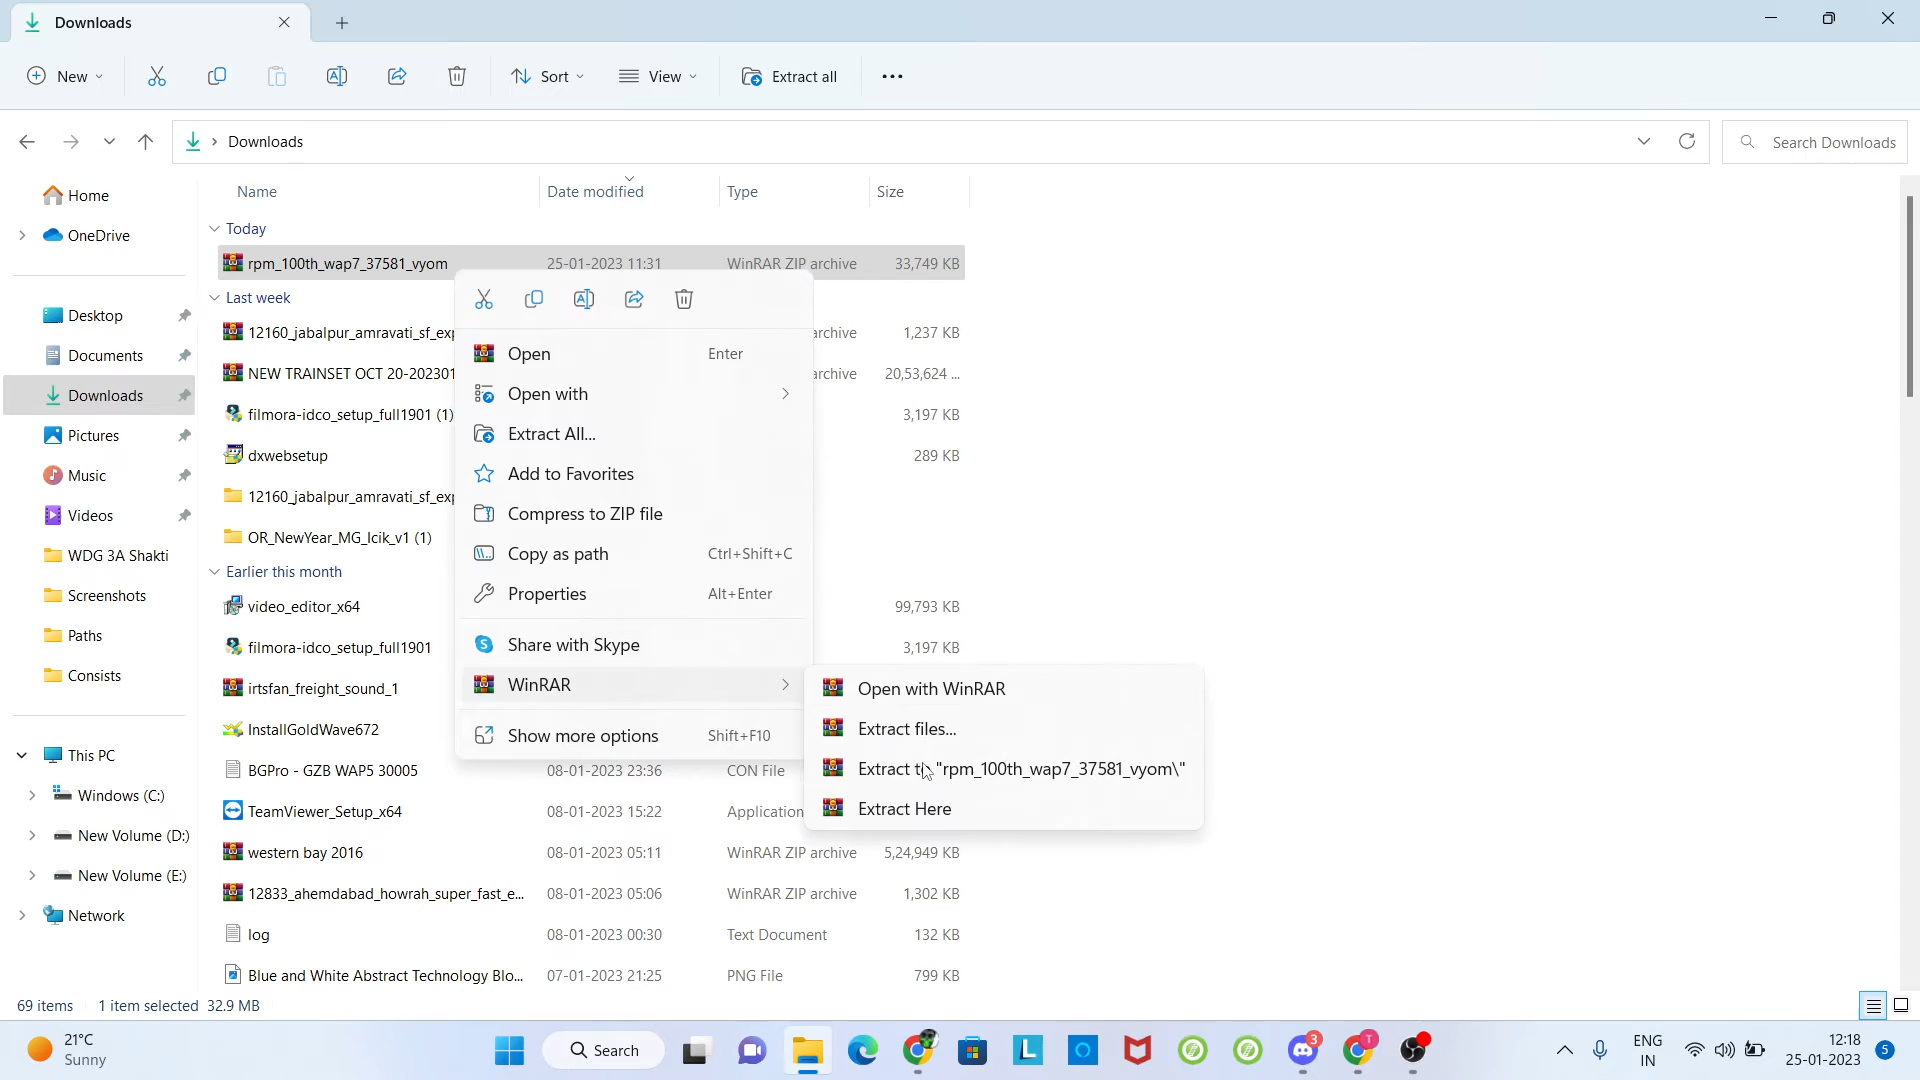 Downloads
New
Sort
View
Extract all
Downloads
Search Downloads
Name
Date modified
Type
Size
Home
OneDrive
Desktop
Documents
Downloads
Pictures
Music
Videos
WDG 3A Shakti
Screenshots
Paths
Consists
This PC
Windows (C:)
New Volume (D:)
New Volume (E:)
Network
Today
rpm_100th_wap7_37581_vyom 25-01-2023 11:31 WinRAR ZIP archive 33,749 KB
Last week
12160_jabalpur_amravati_sf_exp archive 1,237 KB
NEW TRAINSET OCT 20-202301 archive 20,53,624 ...
filmora-idco_setup_full1901 (1) 3,197 KB
dxwebsetup 289 KB
12160_jabalpur_amravati_sf_exp
OR_NewYear_MG_Icik_v1 (1)
Earlier this month
video_editor_x64 99,793 KB
filmora-idco_setup_full1901 3,197 KB
irtsfan_freight_sound_1
InstallGoldWave672
BGPro - GZB WAP5 30005 08-01-2023 23:36 CON File
TeamViewer_Setup_x64 08-01-2023 15:22 Application
western bay 2016 08-01-2023 05:11 WinRAR ZIP archive 5,24,949 KB
12833_ahemdabad_howrah_super_fast_e... 08-01-2023 05:06 WinRAR ZIP archive 1,302 KB
log 08-01-2023 00:30 Text Document 132 KB
Blue and White Abstract Technology Blo... 07-01-2023 21:25 PNG File 799 KB
Open Enter
Open with
Extract All...
Add to Favorites
Compress to ZIP file
Copy as path Ctrl+Shift+C
Properties Alt+Enter
Share with Skype
WinRAR
Show more options Shift+F10
Open with WinRAR
Extract files...
Extract to "rpm_100th_wap7_37581_vyom\"
Extract Here
69 items 1 item selected 32.9 MB
21°C
Sunny
Search
3
T
ENG
IN
12:18
25-01-2023
5